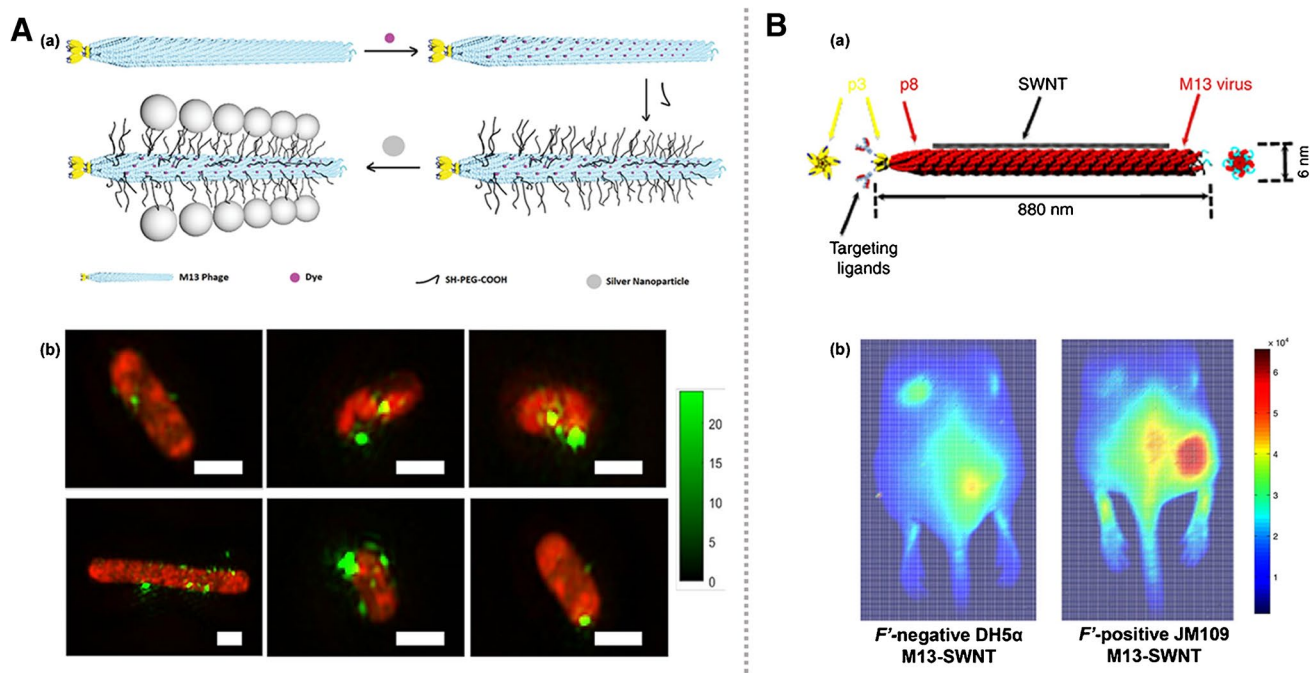 A
(a)
M13 Phage
Dye
SH-PEG-COOH
Silver Nanoparticle
(b)
20
15
10
5
0
B
(a)
p3
p8
SWNT
M13 virus
6 nm
880 nm
Targeting
ligands
(b)
× 10⁴
6
5
4
3
2
1
F'-negative DH5α
M13-SWNT
F'-positive JM109
M13-SWNT